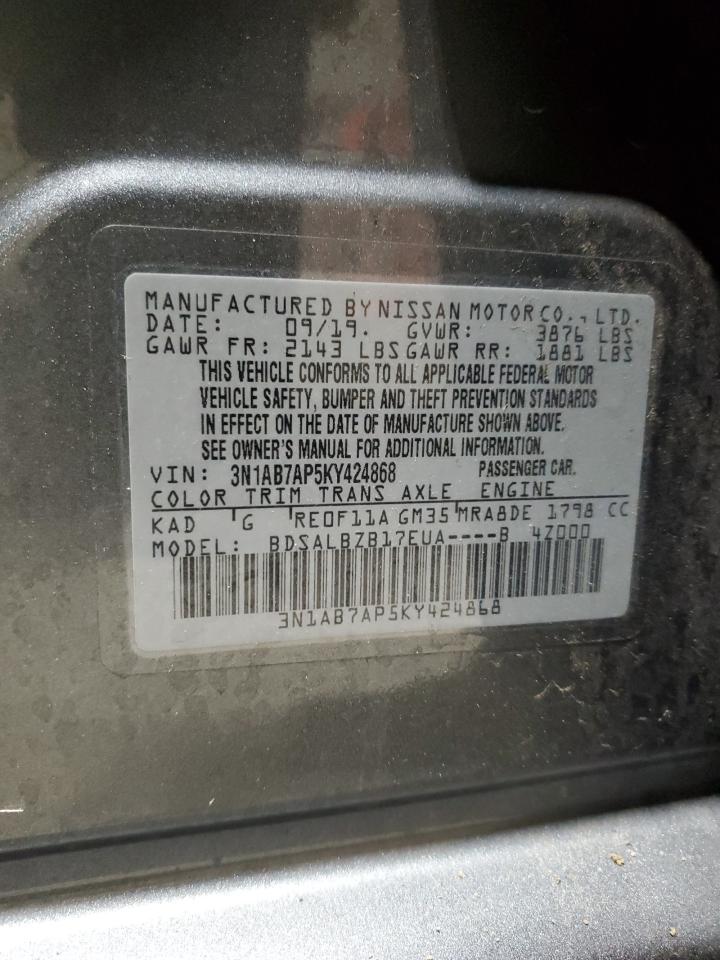 MANUFACTURED BY NISSAN MOTOR CO., LTD.
DATE: 09/19. GVWR: 3876 LBS
GAWR FR: 2143 LBS GAWR RR: 1881 LBS
THIS VEHICLE CONFORMS TO ALL APPLICABLE FEDERAL MOTOR
VEHICLE SAFETY, BUMPER AND THEFT PREVENTION STANDARDS
IN EFFECT ON THE DATE OF MANUFACTURE SHOWN ABOVE.
SEE OWNER'S MANUAL FOR ADDITIONAL INFORMATION.
VIN: 3N1AB7AP5KY424868 PASSENGER CAR.
COLOR TRIM TRANS AXLE ENGINE
KAD G RE0F11A GM35 MRA8DE 1798 CC
MODEL: BDSALBZB17EUA----B 4Z000
3N1AB7AP5KY424868